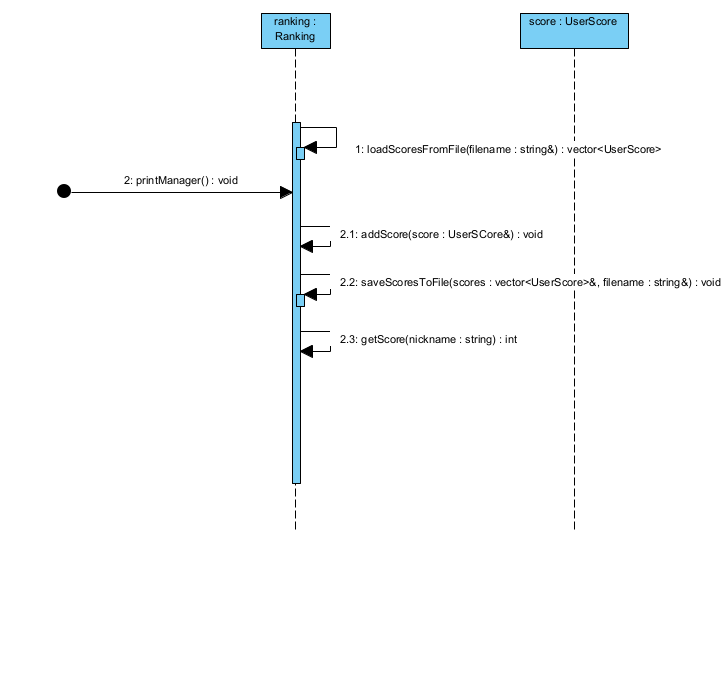 ranking :
Ranking
score : UserScore
1: loadScoresFromFile(filename : string&) : vector<UserScore>
2: printManager() : void
2.1: addScore(score : UserSCore&) : void
2.2: saveScoresToFile(scores : vector<UserScore>&, filename : string&) : void
2.3: getScore(nickname : string) : int